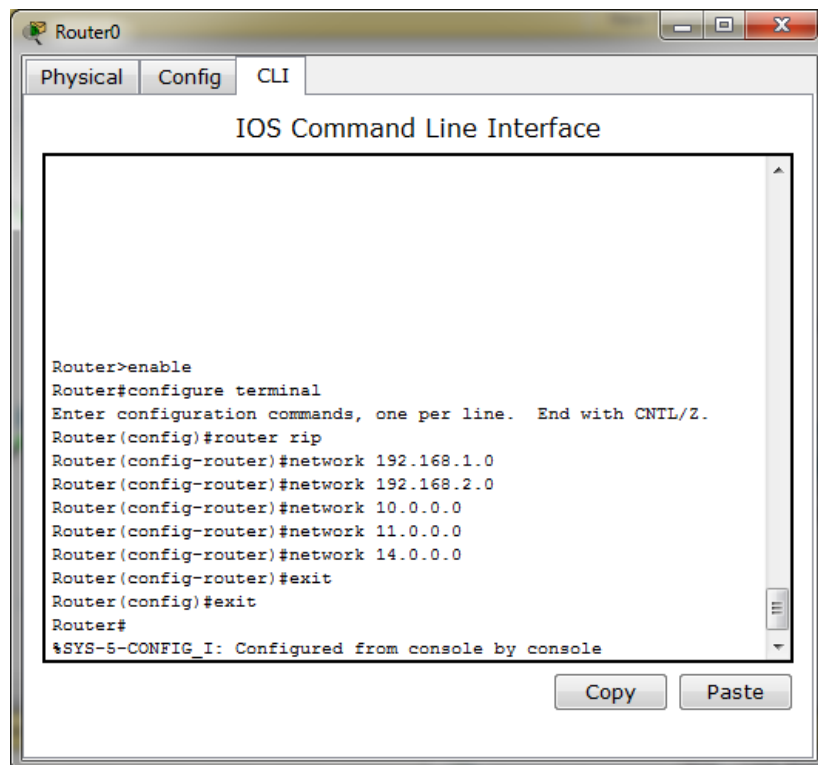 Router0
Physical Config CLI
IOS Command Line Interface
Router>enable
Router#configure terminal
Enter configuration commands, one per line.  End with CNTL/Z.
Router(config)#router rip
Router(config-router)#network 192.168.1.0
Router(config-router)#network 192.168.2.0
Router(config-router)#network 10.0.0.0
Router(config-router)#network 11.0.0.0
Router(config-router)#network 14.0.0.0
Router(config-router)#exit
Router(config)#exit
Router#
%SYS-5-CONFIG_I: Configured from console by console
Copy Paste